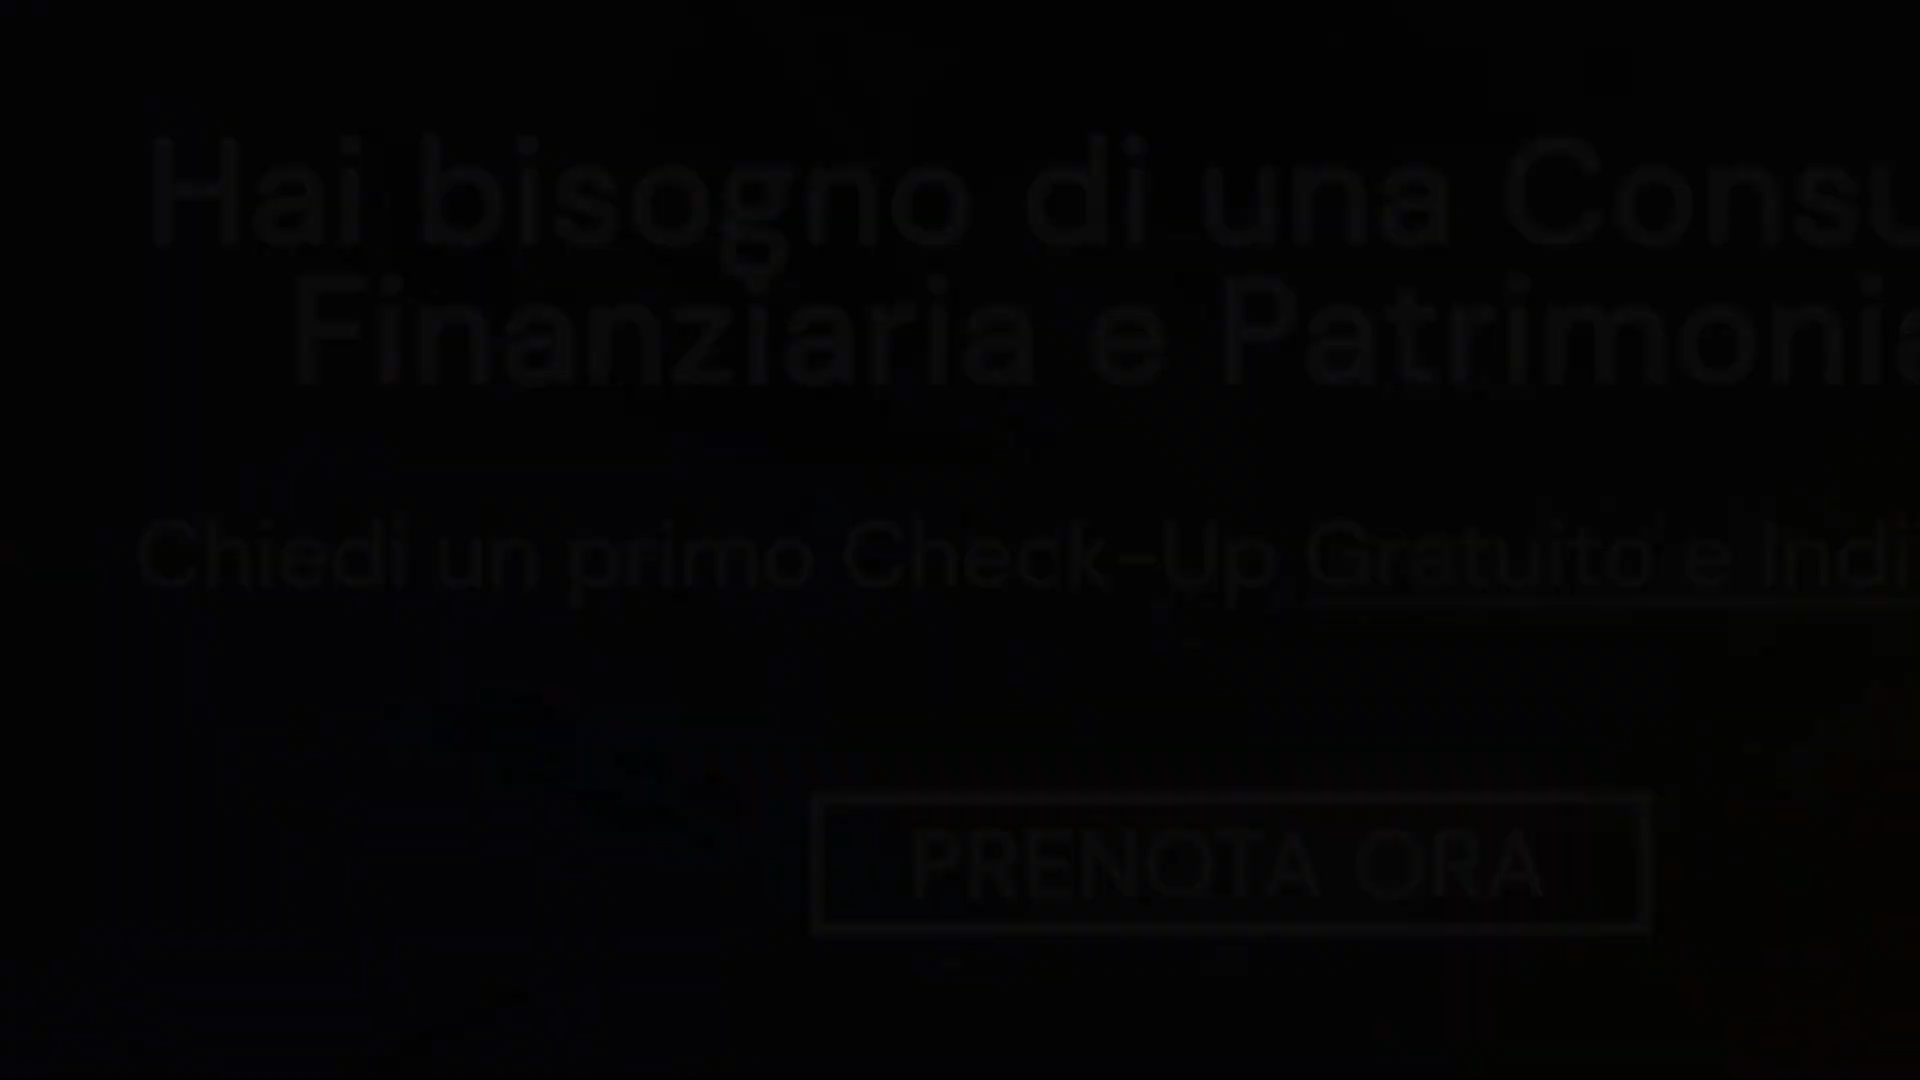 Hai bisogno di una Consu
Finanziaria e Patrimonia
Chiedi un primo Check-Up Gratuito e Indi
PRENOTA ORA